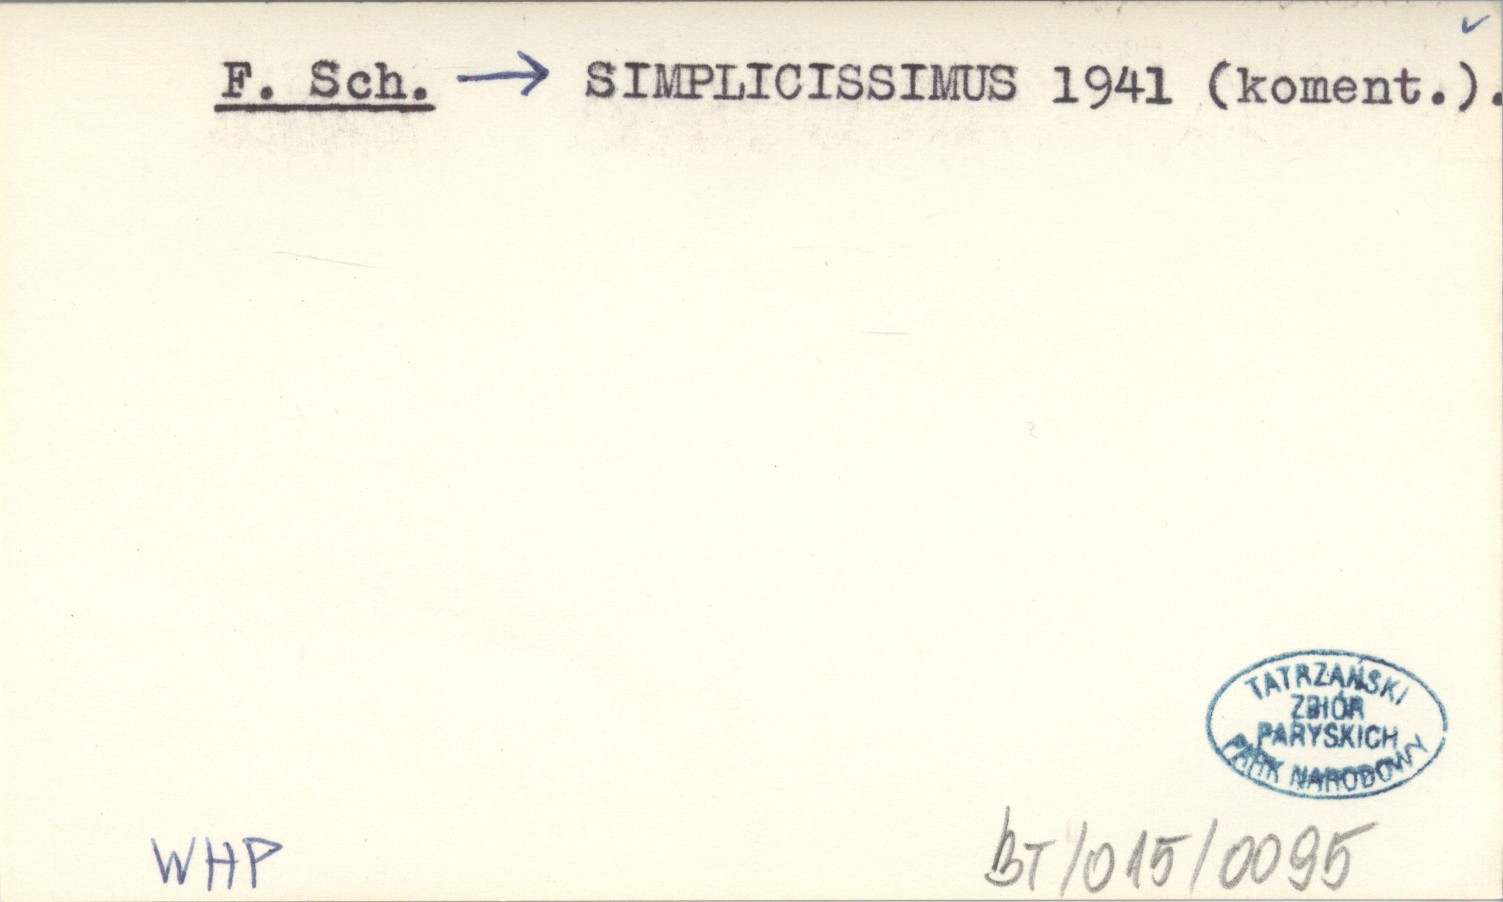 F. Sch. → SIMPLICISSIMUS 1941 (koment.).
TATRZAŃSKI
ZBIÓR
PARYSKICH
PARK NARODOWY
WHP
BT/015/0095